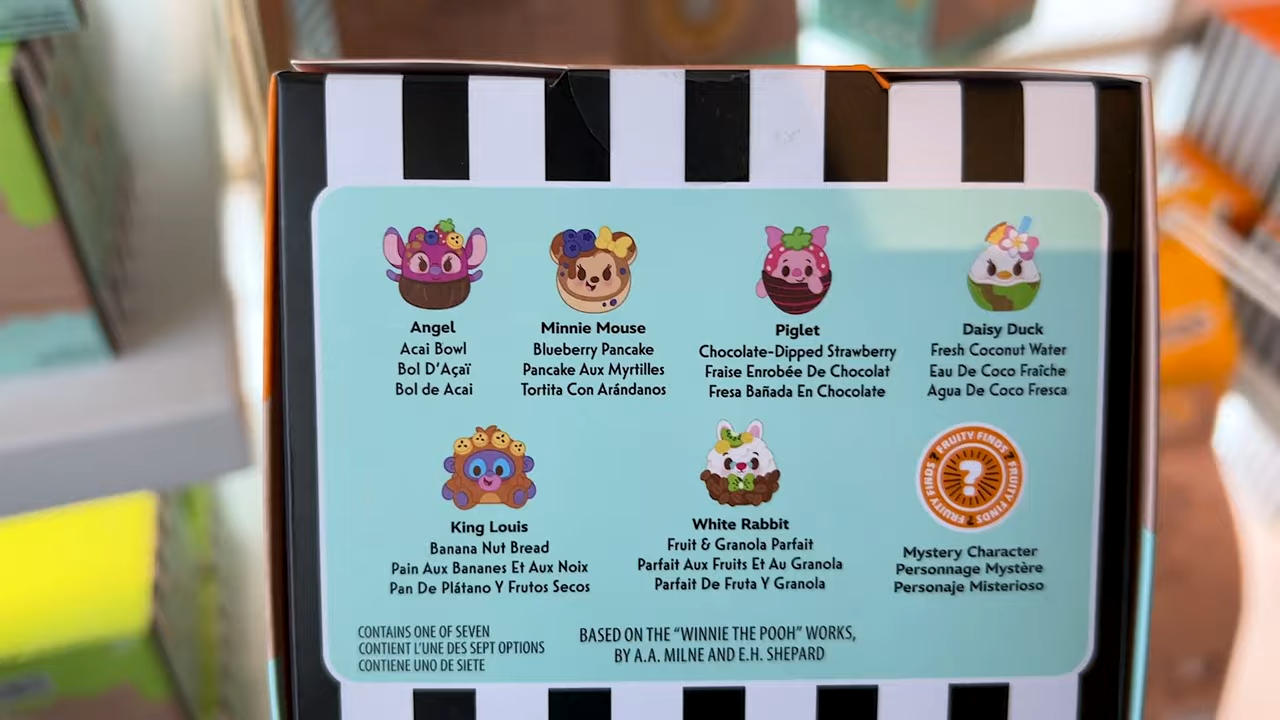 Angel
Acai Bowl
Bol D'Açaï
Bol de Acai
Minnie Mouse
Blueberry Pancake
Pancake Aux Myrtilles
Tortita Con Arándanos
Piglet
Chocolate-Dipped Strawberry
Fraise Enrobée De Chocolat
Fresa Bañada En Chocolate
Daisy Duck
Fresh Coconut Water
Eau De Coco Fraîche
Agua De Coco Fresca
King Louis
Banana Nut Bread
Pain Aux Bananes Et Aux Noix
Pan De Plátano Y Frutos Secos
White Rabbit
Fruit & Granola Parfait
Parfait Aux Fruits Et Au Granola
Parfait De Fruta Y Granola
FRUITY FINDS ? FRUITY FINDS ? FRUITY FINDS ?
?
Mystery Character
Personnage Mystère
Personaje Misterioso
CONTAINS ONE OF SEVEN
CONTIENT L'UNE DES SEPT OPTIONS
CONTIENE UNO DE SIETE
BASED ON THE “WINNIE THE POOH” WORKS,
BY A.A. MILNE AND E.H. SHEPARD